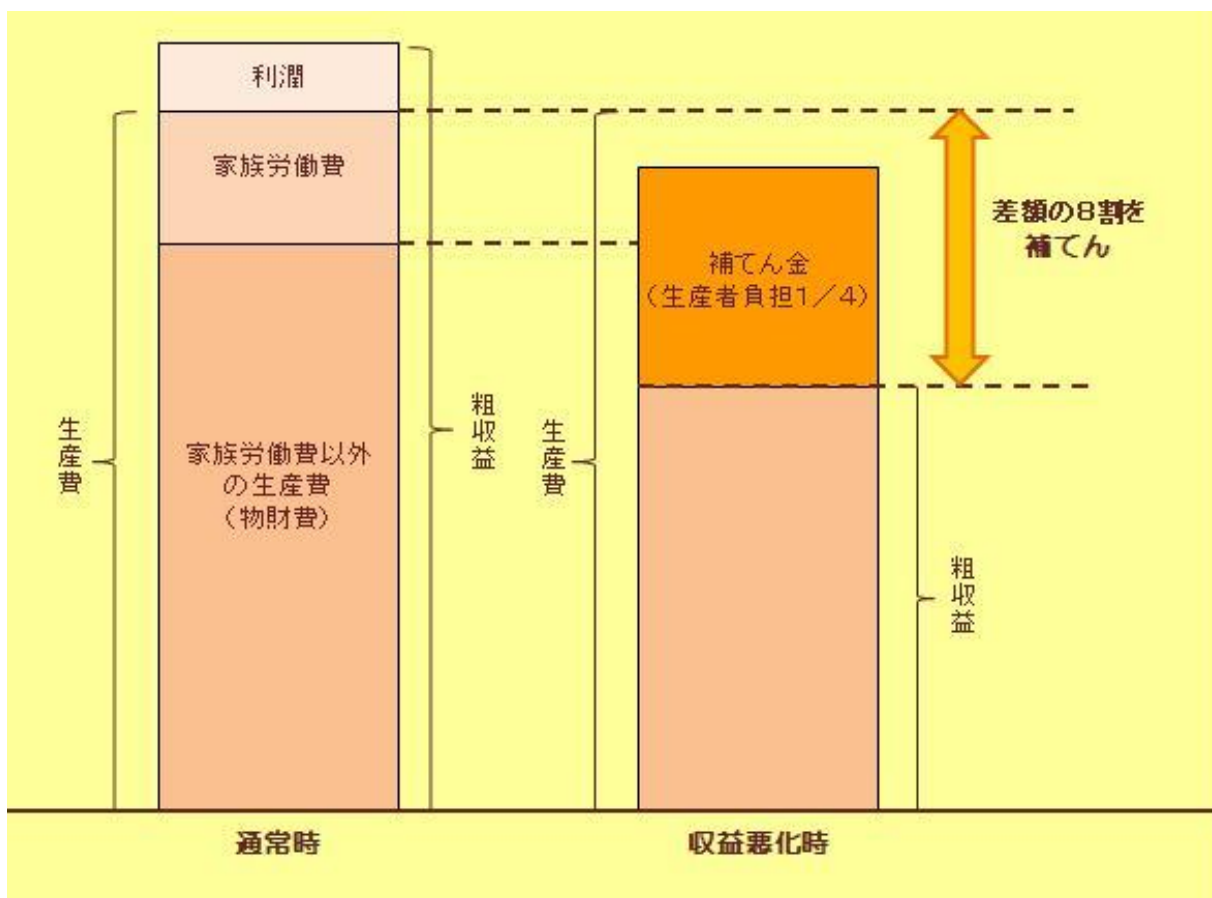 利潤
家族労働費
家族労働費以外
の生産費
（物財費）
生産費
粗収益
通常時
補てん金
（生産者負担1／4）
生産費
粗収益
収益悪化時
差額の8割を
補てん